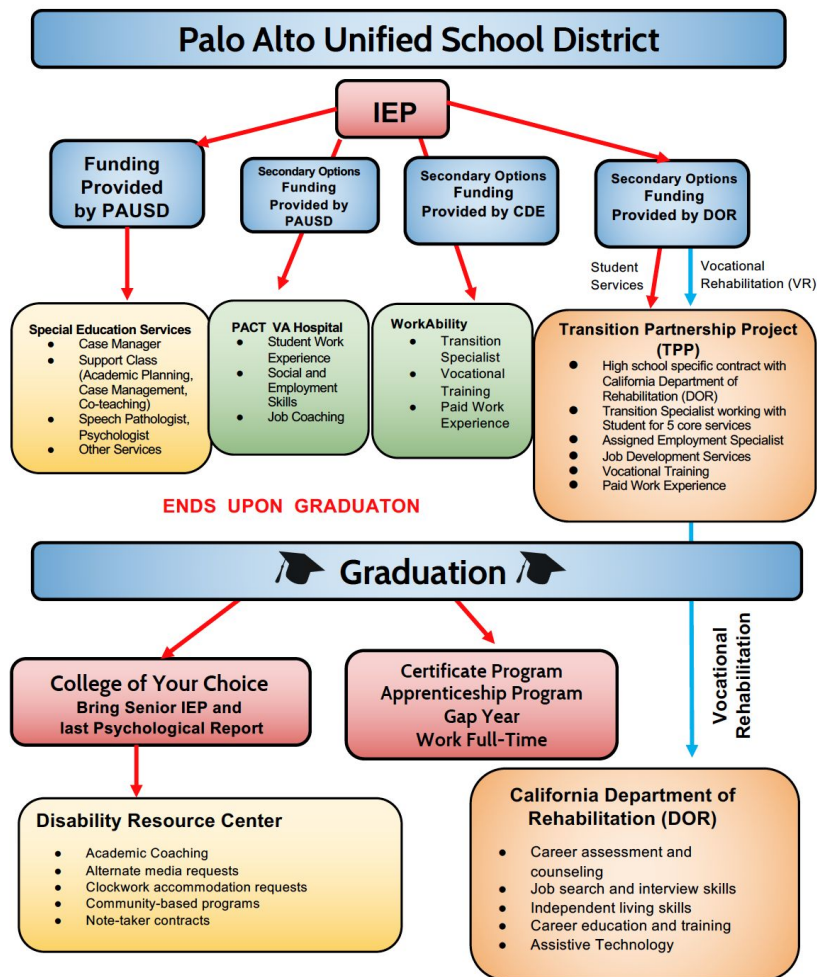 Palo Alto Unified School District
IEP
Funding
Provided
by PAUSD
Secondary Options
Funding
Provided by
PAUSD
Secondary Options
Funding
Provided by CDE
Secondary Options
Funding
Provided by DOR
Student
Services
Vocational
Rehabilitation (VR)
Special Education Services
● Case Manager
● Support Class
(Academic Planning,
Case Management,
Co-teaching)
● Speech Pathologist,
Psychologist
● Other Services
PACT VA Hospital
● Student Work
Experience
● Social and
Employment
Skills
● Job Coaching
WorkAbility
● Transition
Specialist
● Vocational
Training
● Paid Work
Experience
Transition Partnership Project
(TPP)
● High school specific contract with
California Department of
Rehabilitation (DOR)
● Transition Specialist working with
Student for 5 core services
● Assigned Employment Specialist
● Job Development Services
● Vocational Training
● Paid Work Experience
ENDS UPON GRADUATON
Graduation
College of Your Choice
Bring Senior IEP and
last Psychological Report
Certificate Program
Apprenticeship Program
Gap Year
Work Full-Time
Vocational
Rehabilitation
Disability Resource Center
● Academic Coaching
● Alternate media requests
● Clockwork accommodation requests
● Community-based programs
● Note-taker contracts
California Department of
Rehabilitation (DOR)
● Career assessment and
counseling
● Job search and interview skills
● Independent living skills
● Career education and training
● Assistive Technology